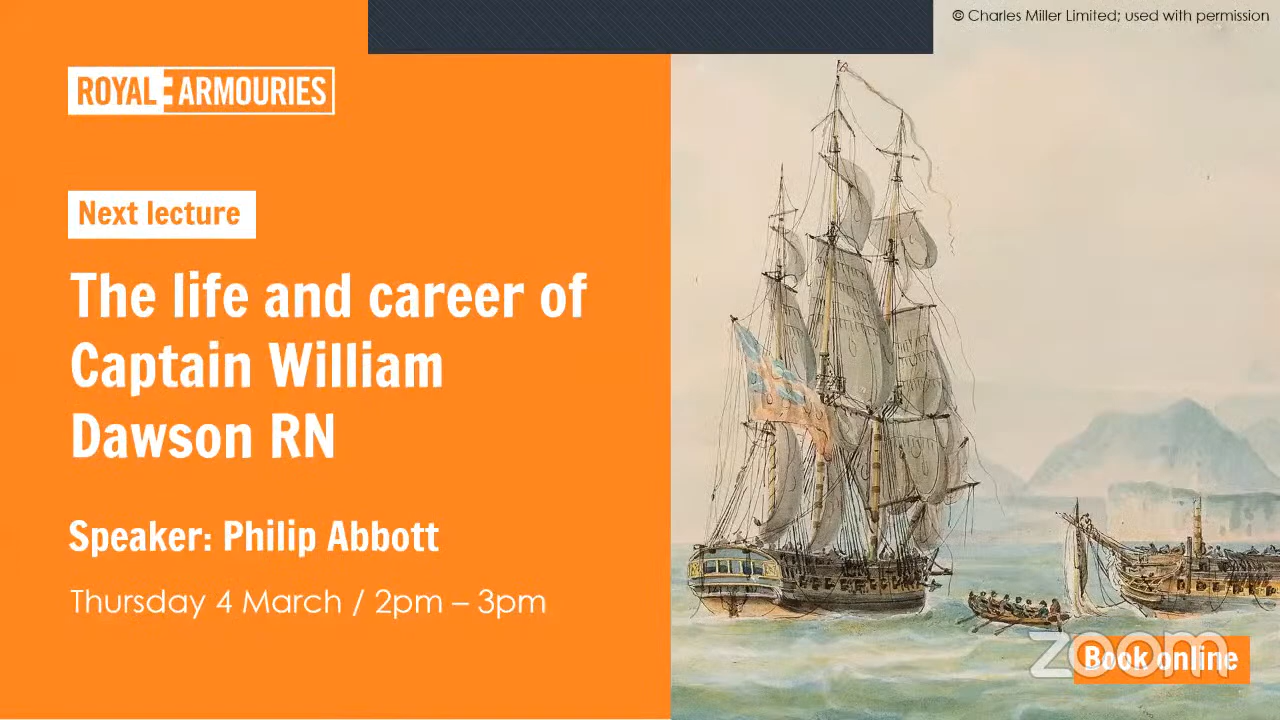 © Charles Miller Limited; used with permission
ROYAL ARMOURIES
Next lecture
The life and career of
Captain William
Dawson RN
Speaker: Philip Abbott
Thursday 4 March / 2pm – 3pm
zoom
Book online